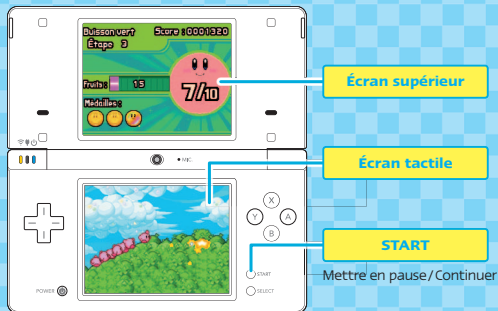 Buisson vert Score :0001320
Étape 3
Fruits: 15
7/10
Médailles:
Écran supérieur
MIC.
Écran tactile
X
Y A
B
START
START
Mettre en pause/Continuer
POWER
SELECT